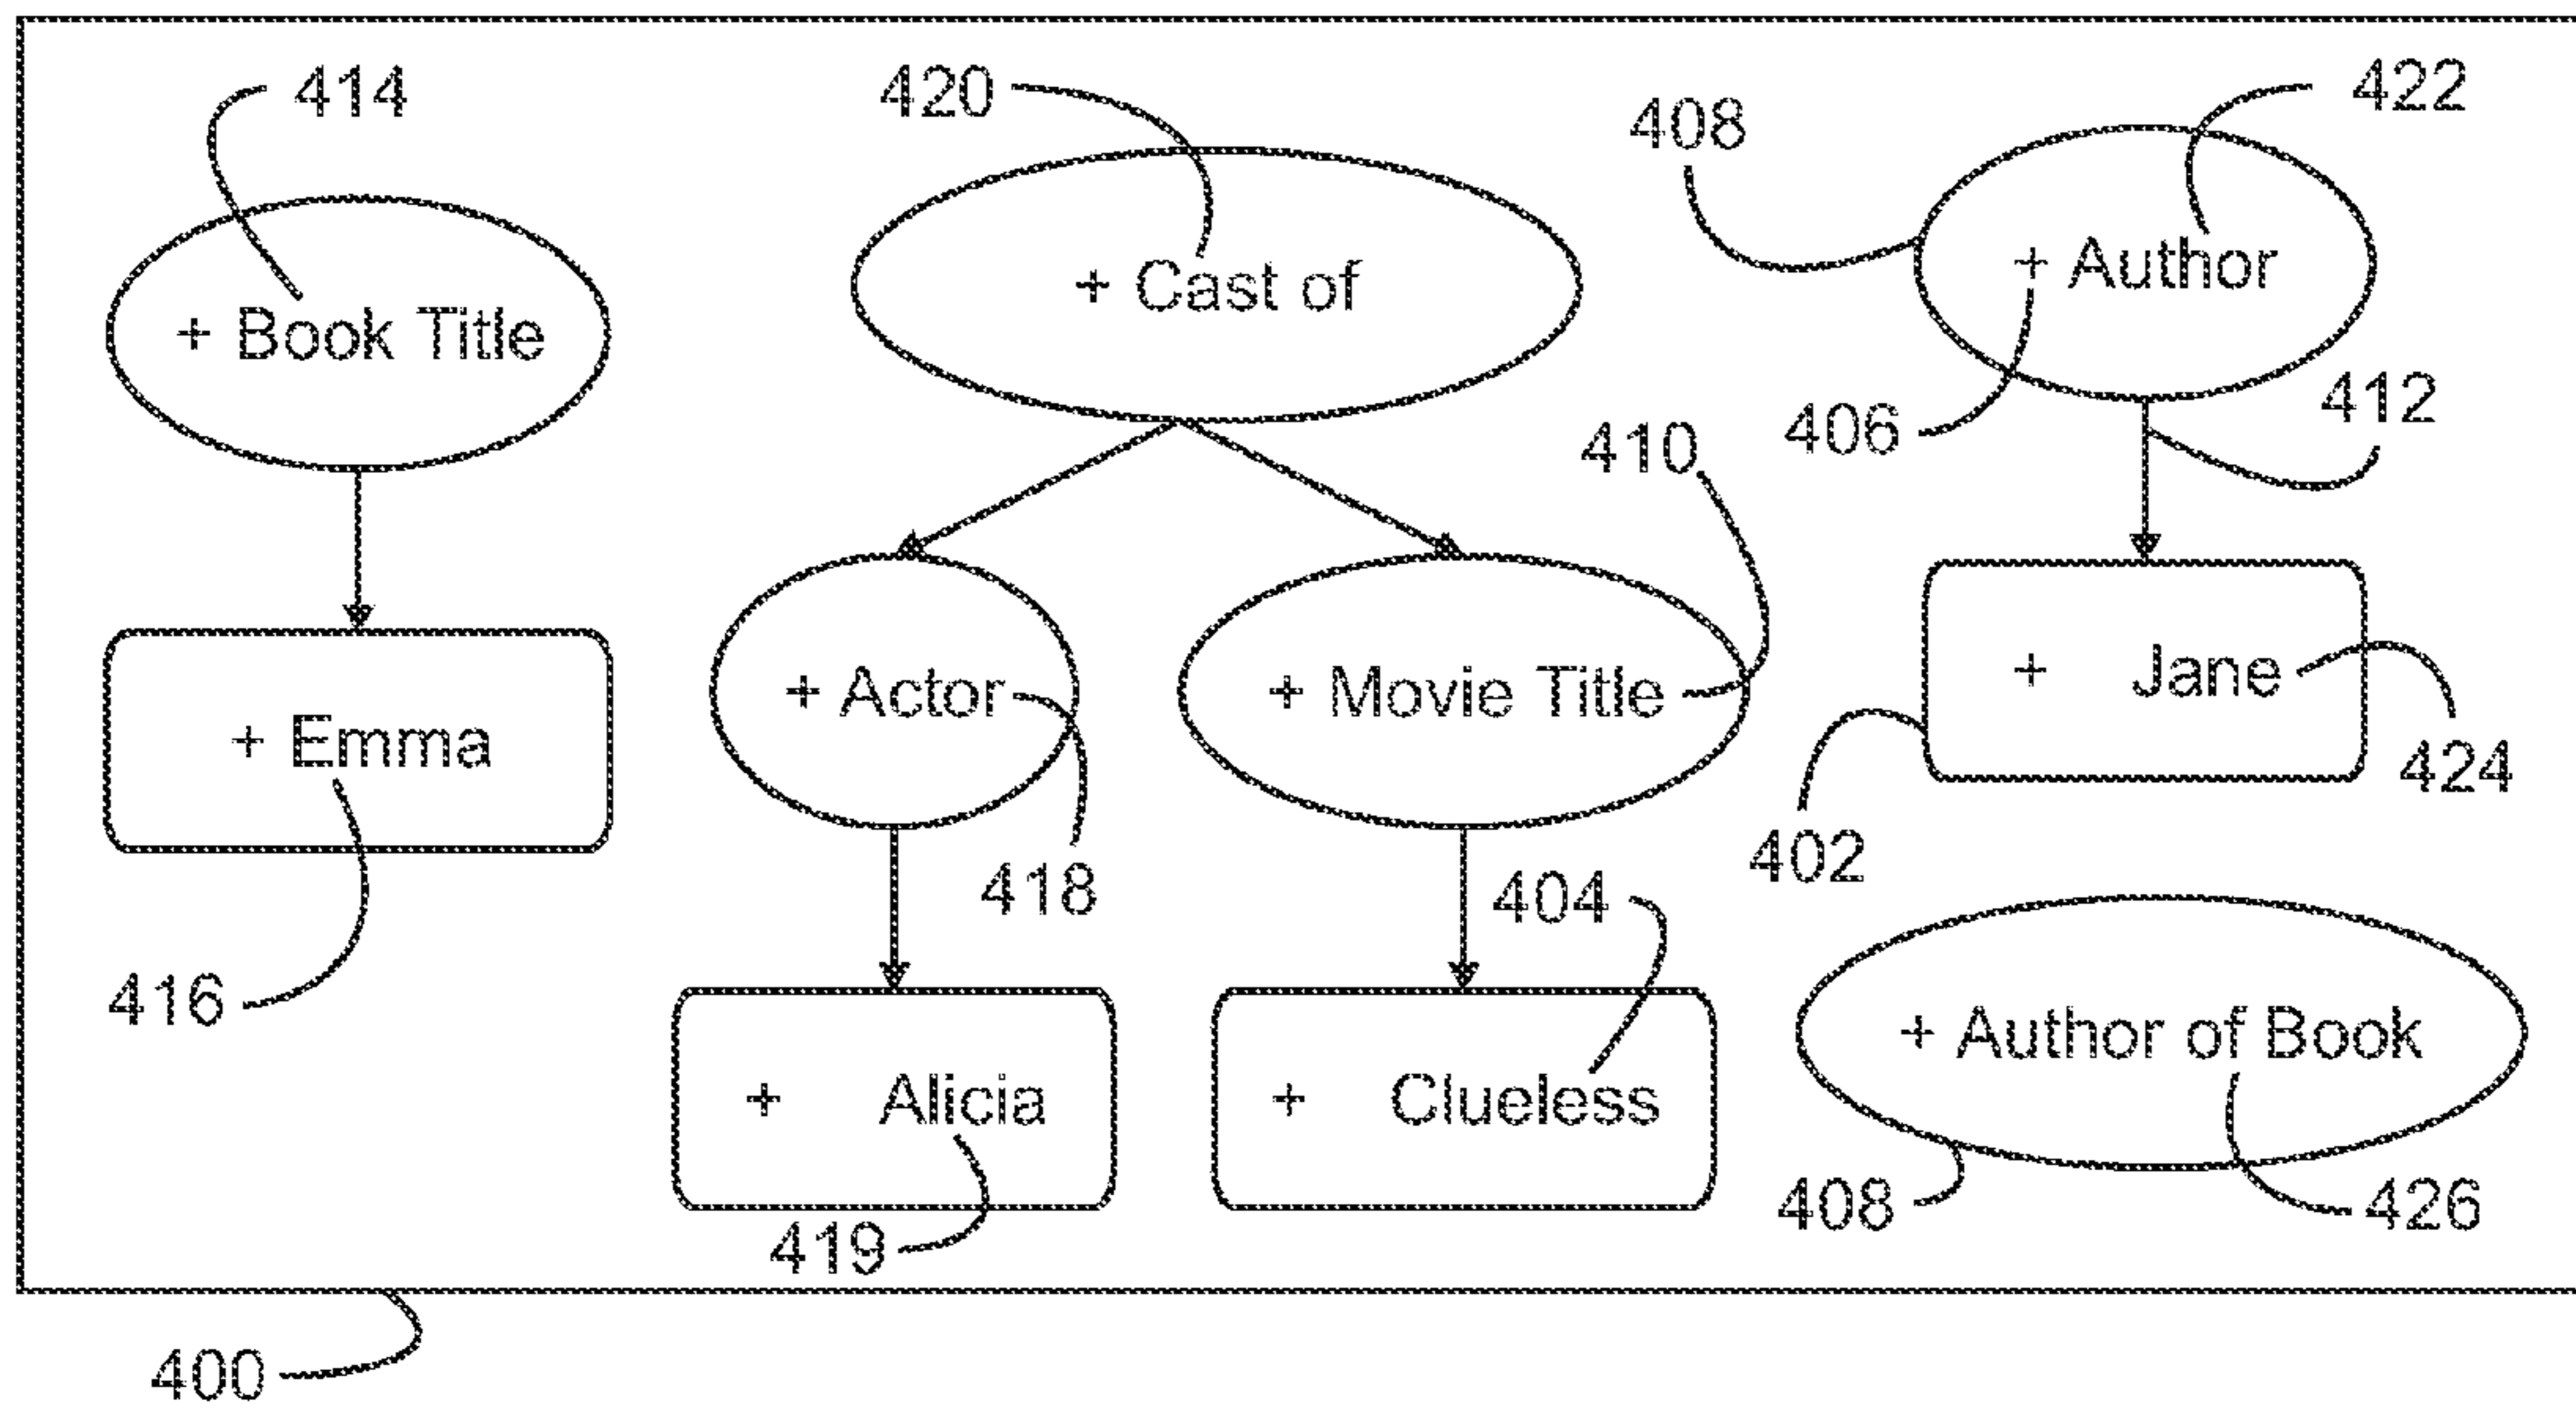 414
420
408
422
+ Book Title
+ Cast of
+ Author
406
412
410
+ Emma
+ Actor
+ Movie Title
+ Jane
424
402
418
404
416
+ Alicia
+ Clueless
+ Author of Book
419
408
426
400